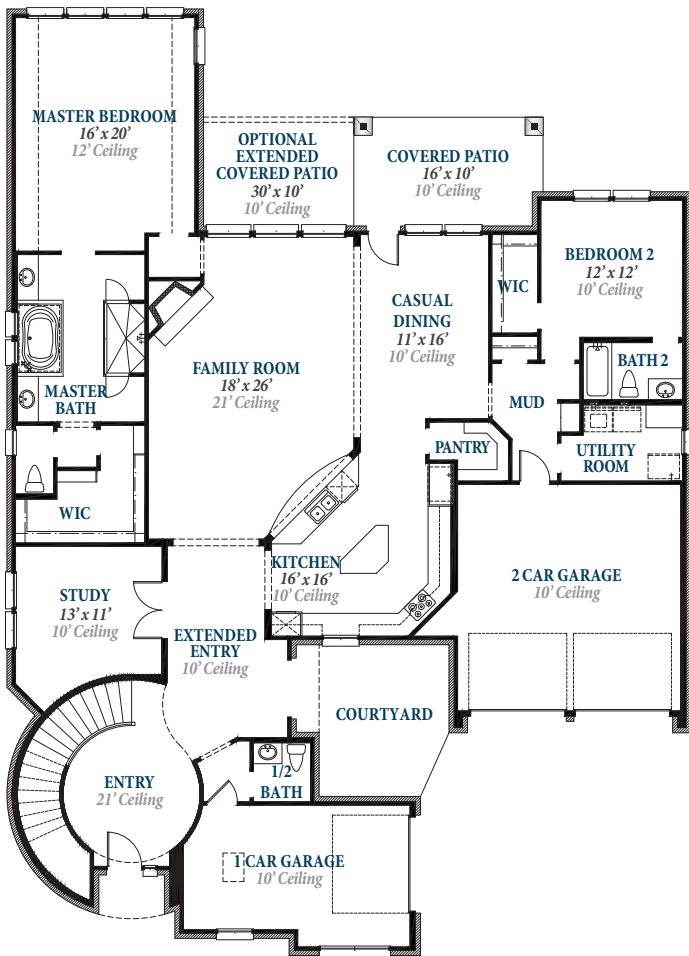 MASTER BEDROOM
16' x 20'
12' Ceiling
OPTIONAL
EXTENDED
COVERED PATIO
30' x 10'
10' Ceiling
COVERED PATIO
16' x 10'
10' Ceiling
BEDROOM 2
12' x 12'
10' Ceiling
WIC
CASUAL
DINING
11' x 16'
10' Ceiling
FAMILY ROOM
18' x 26'
21' Ceiling
BATH 2
MASTER
BATH
MUD
PANTRY
UTILITY
ROOM
WIC
KITCHEN
16' x 16'
10' Ceiling
2 CAR GARAGE
10' Ceiling
STUDY
13' x 11'
10' Ceiling
EXTENDED
ENTRY
10' Ceiling
COURTYARD
ENTRY
21' Ceiling
1/2
BATH
1 CAR GARAGE
10' Ceiling